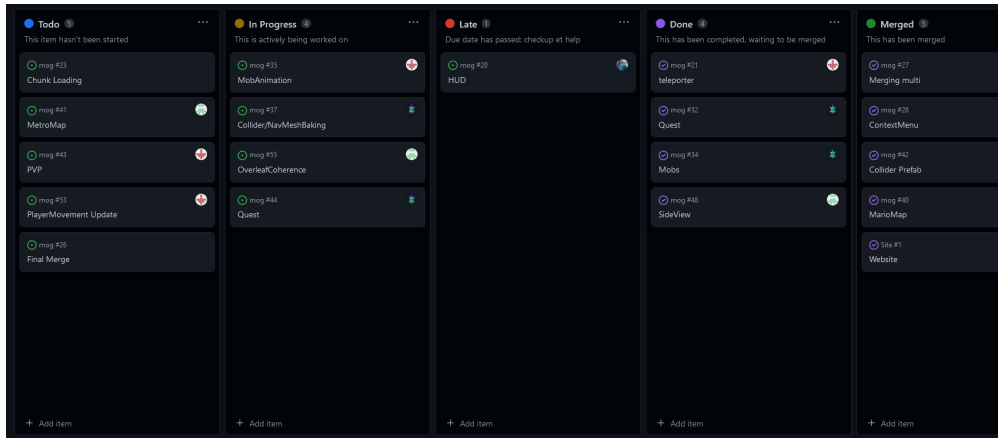 Todo 5 ...
This item hasn't been started
mog #23
Chunk Loading
mog #41
MetroMap
mog #43
PVP
mog #53
PlayerMovement Update
mog #26
Final Merge
+ Add item
In Progress 4 ...
This is actively being worked on
mog #35
MobAnimation
mog #37
Collider/NavMeshBaking
mog #55
OverleafCoherence
mog #44
Quest
+ Add item
Late 1 ...
Due date has passed: checkup et help
mog #20
HUD
+ Add item
Done 4 ...
This has been completed, waiting to be merged
mog #21
teleporter
mog #32
Quest
mog #34
Mobs
mog #48
SideView
+ Add item
Merged 5
This has been merged
mog #27
Merging multi
mog #28
ContextMenu
mog #42
Collider Prefab
mog #40
MarioMap
Site #1
Website
+ Add item